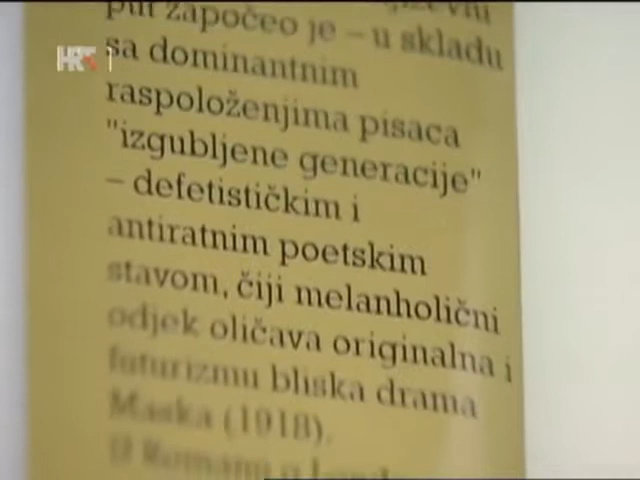 HRT 1
put započeo je – u skladu
sa dominantnim
raspoloženjima pisaca
"izgubljene generacije"
– defetističkim i
antiratnim poetskim
stavom, čiji melanholični
odjek oličava originalna i
futurizmu bliska drama
Maska (1918).